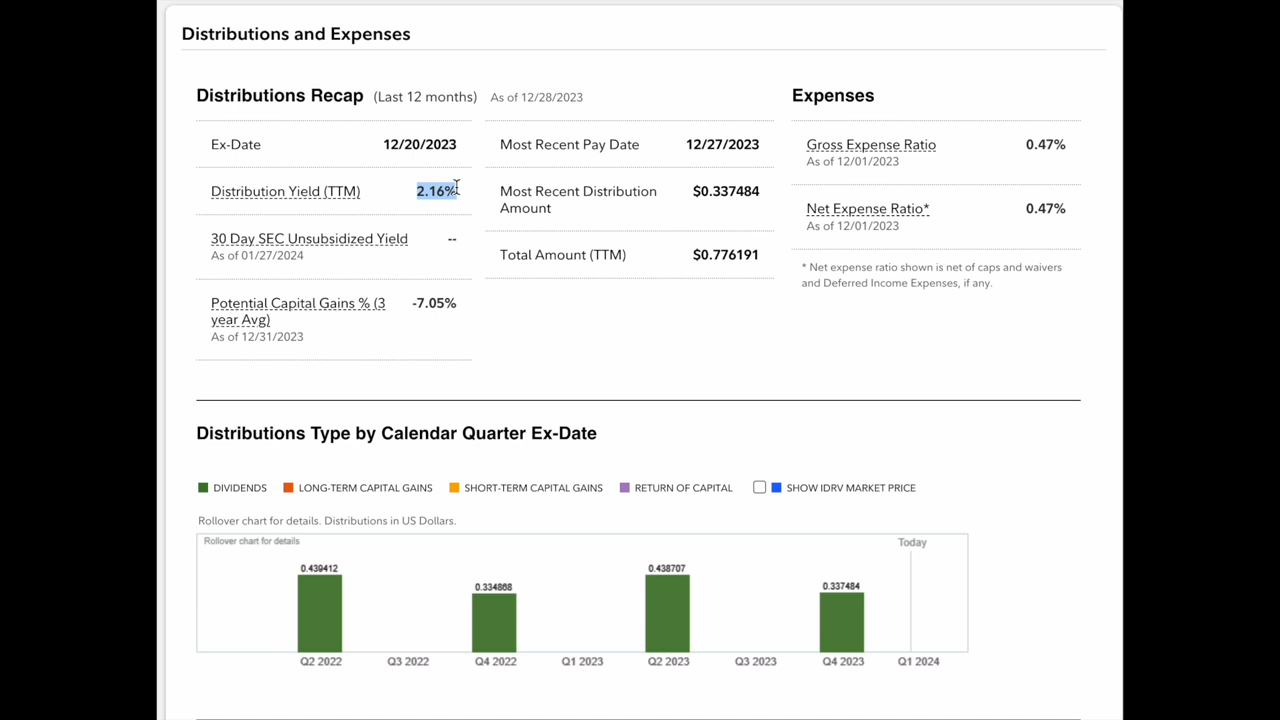 Distributions and Expenses
Distributions Recap (Last 12 months) As of 12/28/2023
Ex-Date 12/20/2023
Distribution Yield (TTM) 2.16%
30 Day SEC Unsubsidized Yield --
As of 01/27/2024
Potential Capital Gains % (3
year Avg) -7.05%
As of 12/31/2023
Most Recent Pay Date 12/27/2023
Most Recent Distribution
Amount $0.337484
Total Amount (TTM) $0.776191
Expenses
Gross Expense Ratio 0.47%
As of 12/01/2023
Net Expense Ratio* 0.47%
As of 12/01/2023
* Net expense ratio shown is net of caps and waivers
and Deferred Income Expenses, if any.
Distributions Type by Calendar Quarter Ex-Date
DIVIDENDS LONG-TERM CAPITAL GAINS SHORT-TERM CAPITAL GAINS RETURN OF CAPITAL SHOW IDRV MARKET PRICE
Rollover chart for details. Distributions in US Dollars.
Rollover chart for details
Today
0.439412 0.334868 0.438707 0.337484
Q2 2022 Q3 2022 Q4 2022 Q1 2023 Q2 2023 Q3 2023 Q4 2023 Q1 2024